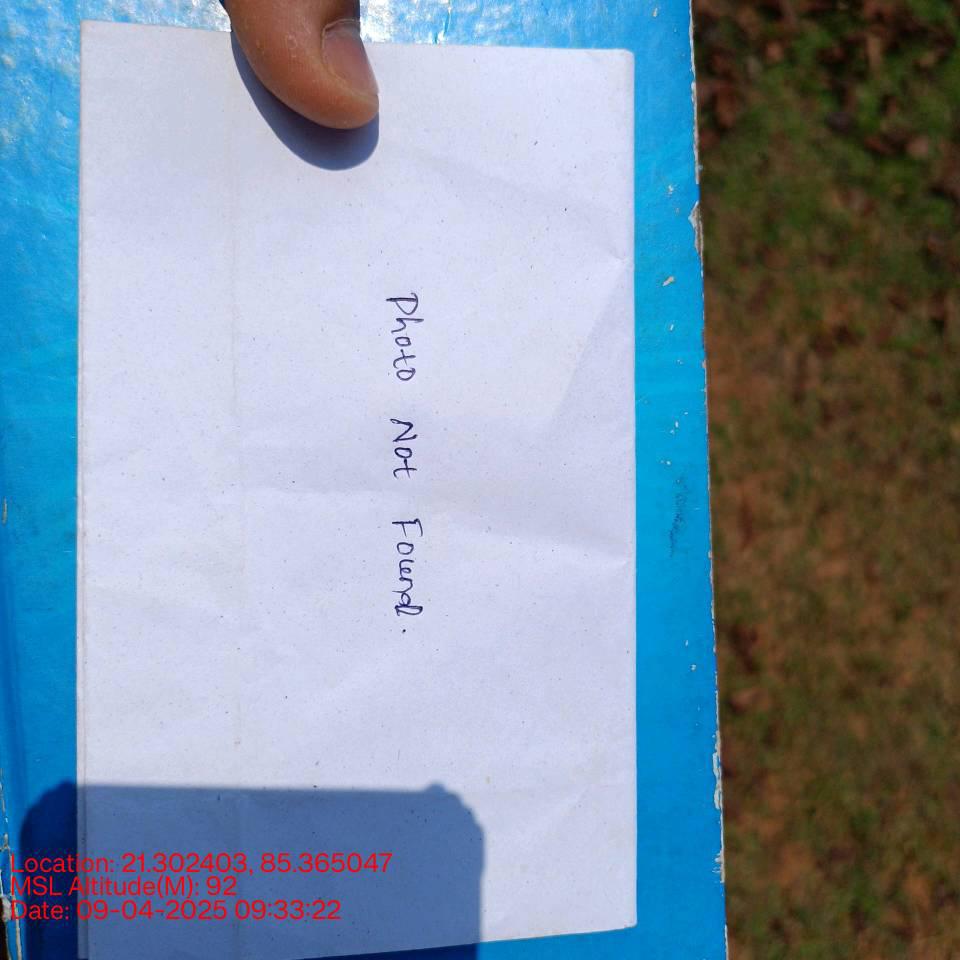 Photo Not Found.
Location: 21.302403, 85.365047
MSL Altitude(M): 92
Date: 09-04-2025 09:33:22